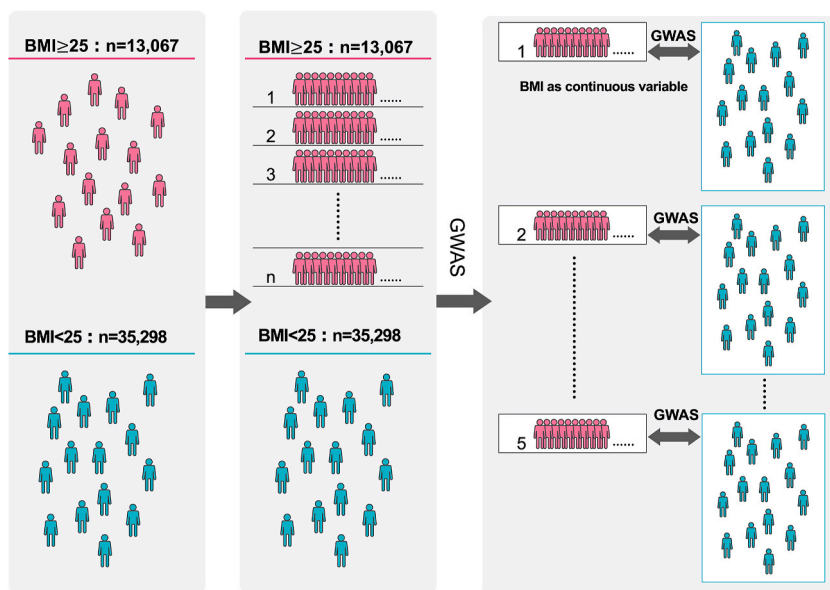 BMI≥25：n=13,067
BMI<25：n=35,298
BMI≥25：n=13,067
1 ......
2 ......
3 ......
n ......
BMI<25：n=35,298
GWAS
1 ......
GWAS
BMI as continuous variable
2 ......
GWAS
5 ......
GWAS